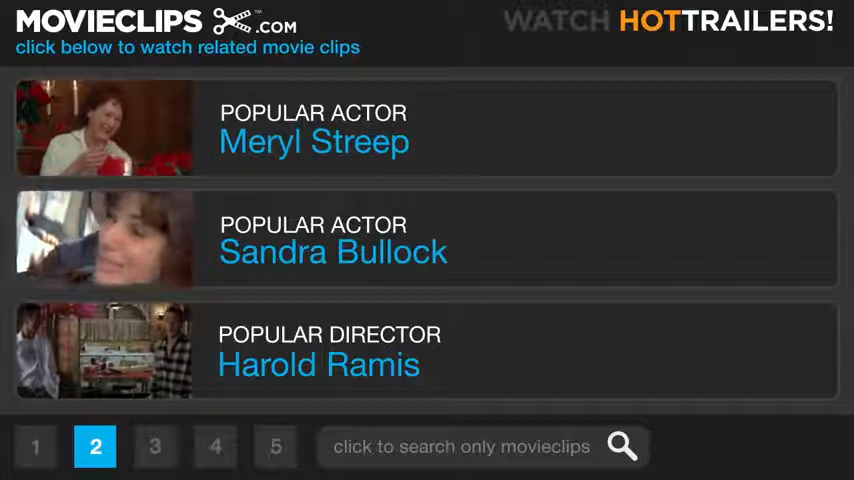 MOVIECLIPS™.COM
click below to watch related movie clips
WATCH HOTTRAILERS!
POPULAR ACTOR
Meryl Streep
POPULAR ACTOR
Sandra Bullock
POPULAR DIRECTOR
Harold Ramis
1 2 3 4 5 click to search only movieclips